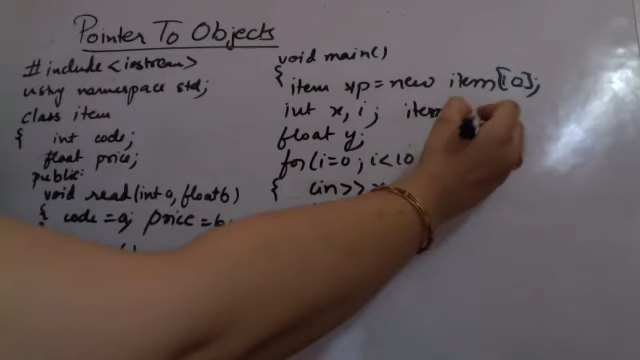 Pointer To Objects
#include <iostream>
using namespace std;
class item
{ int code;
float price;
public:
void read(int a, float b)
{ code = a; price = b;
void main()
{ item *p = new item[10];
int x, i; item
float y;
for(i=0; i<10
{ cin>> x